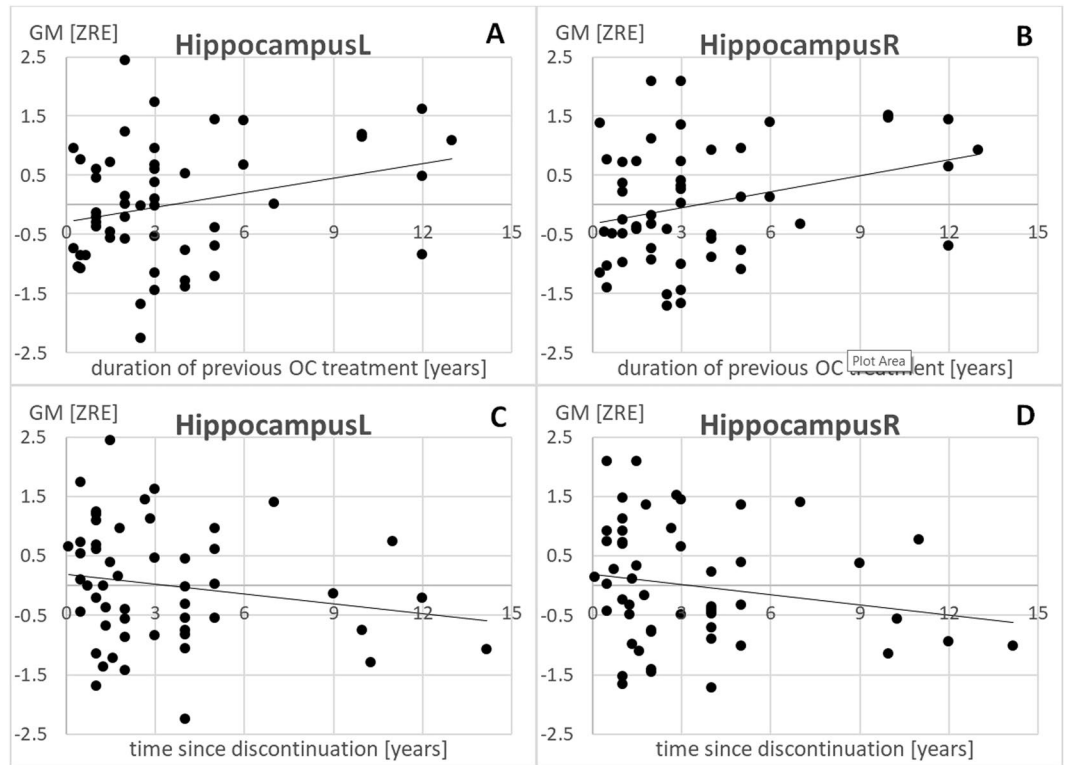 GM [ZRE]
HippocampusL
A
2.5
1.5
0.5
-0.5
0
3
6
9
12
15
-1.5
-2.5
duration of previous OC treatment [years]
GM [ZRE]
HippocampusR
B
2.5
1.5
0.5
-0.5
0
3
6
9
12
15
-1.5
-2.5
Plot Area
duration of previous OC treatment [years]
GM [ZRE]
HippocampusL
C
2.5
1.5
0.5
-0.5
0
3
6
9
12
15
-1.5
-2.5
time since discontinuation [years]
GM [ZRE]
HippocampusR
D
2.5
1.5
0.5
-0.5
0
3
6
9
12
15
-1.5
-2.5
time since discontinuation [years]